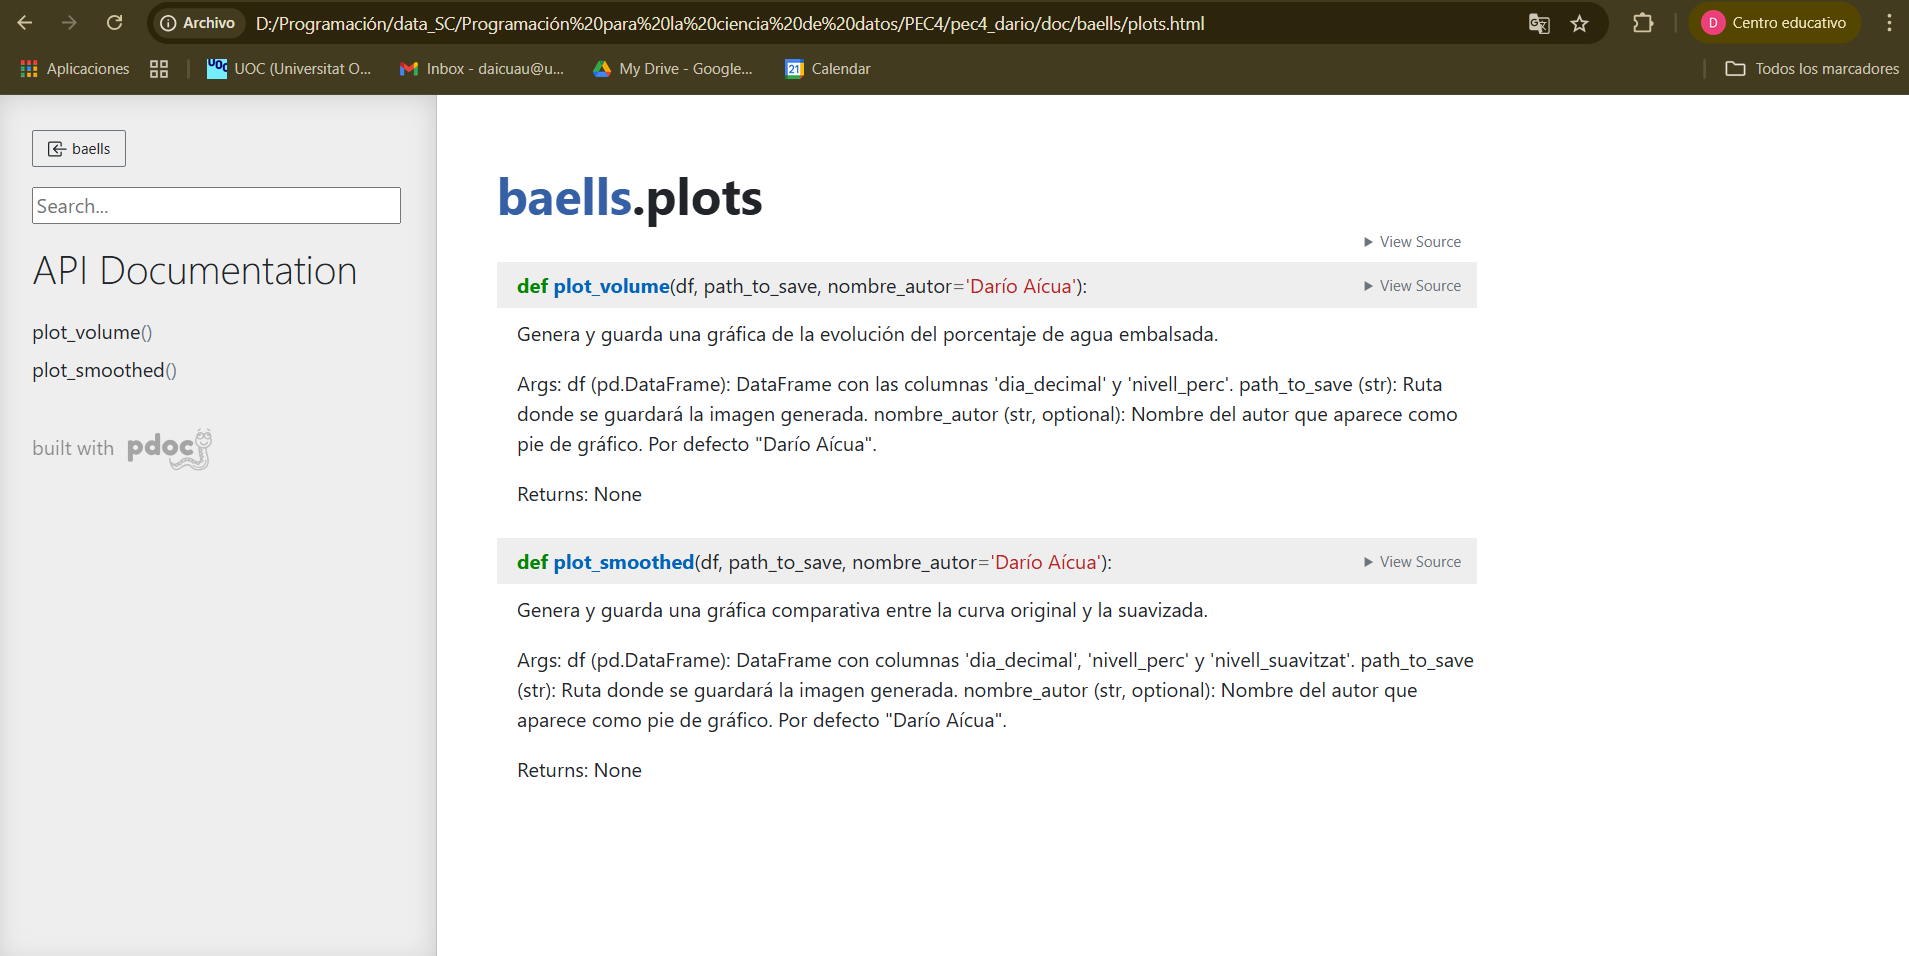 Archivo D:/Programación/data_SC/Programación%20para%20la%20ciencia%20de%20datos/PEC4/pec4_dario/doc/baells/plots.html D Centro educativo
Aplicaciones UOC UOC (Universitat O... Inbox - daicuau@u... My Drive - Google... 21 Calendar Todos los marcadores
baells
Search...
API Documentation
plot_volume()
plot_smoothed()
built with pdoc
baells.plots
View Source
def plot_volume(df, path_to_save, nombre_autor='Darío Aícua'): View Source
Genera y guarda una gráfica de la evolución del porcentaje de agua embalsada.
Args: df (pd.DataFrame): DataFrame con las columnas 'dia_decimal' y 'nivell_perc'. path_to_save (str): Ruta
donde se guardará la imagen generada. nombre_autor (str, optional): Nombre del autor que aparece como
pie de gráfico. Por defecto "Darío Aícua".
Returns: None
def plot_smoothed(df, path_to_save, nombre_autor='Darío Aícua'): View Source
Genera y guarda una gráfica comparativa entre la curva original y la suavizada.
Args: df (pd.DataFrame): DataFrame con columnas 'dia_decimal', 'nivell_perc' y 'nivell_suavitzat'. path_to_save
(str): Ruta donde se guardará la imagen generada. nombre_autor (str, optional): Nombre del autor que
aparece como pie de gráfico. Por defecto "Darío Aícua".
Returns: None